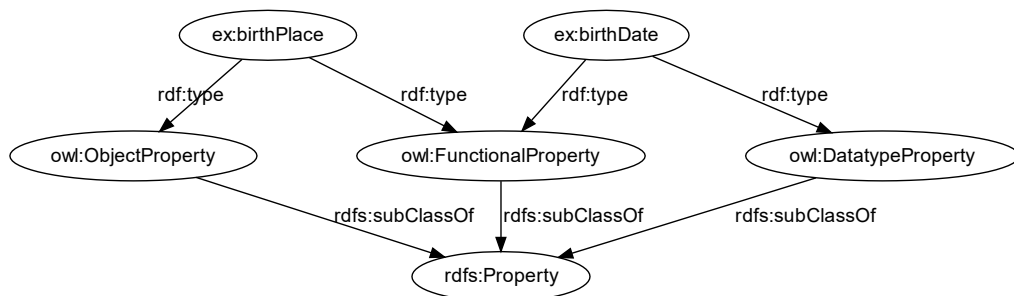 ex:birthPlace
ex:birthDate
rdf:type
rdf:type
rdf:type
rdf:type
owl:ObjectProperty
owl:FunctionalProperty
owl:DatatypeProperty
rdfs:subClassOf
rdfs:subClassOf
rdfs:subClassOf
rdfs:Property